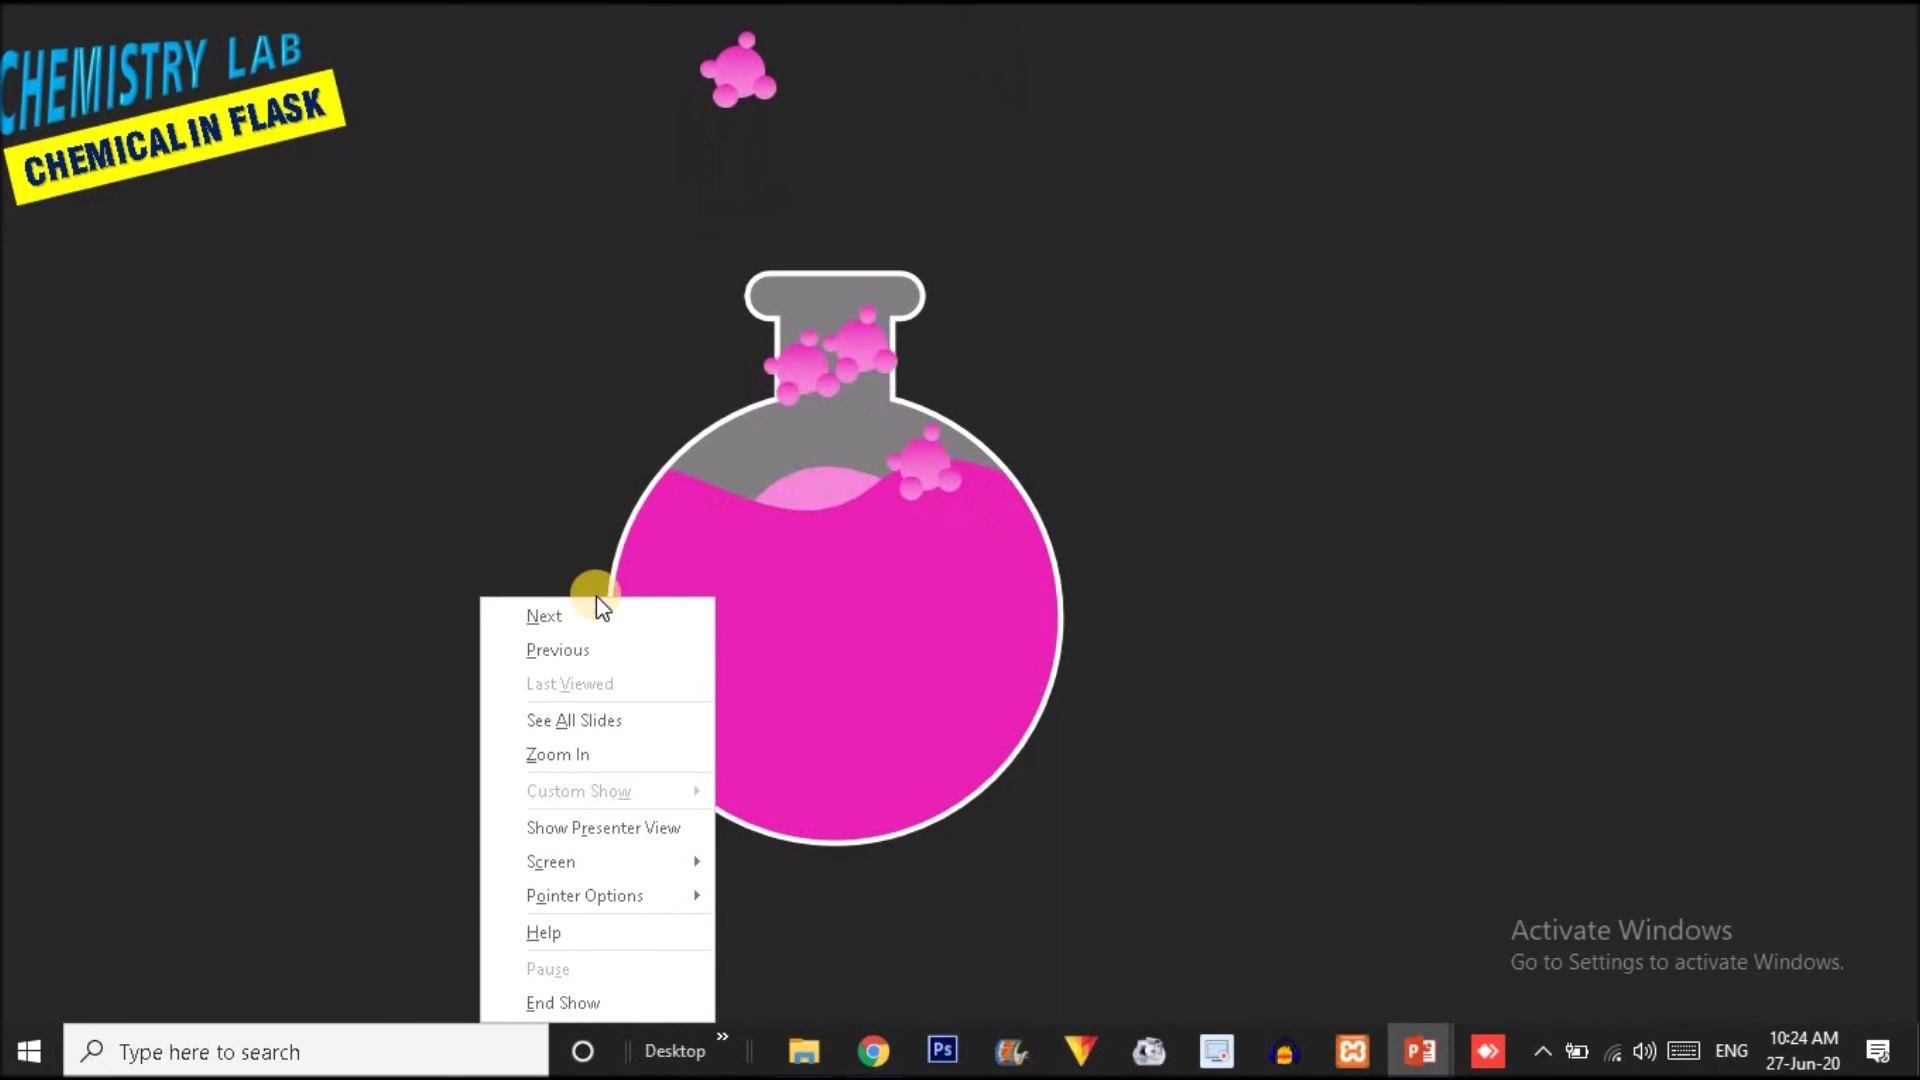 CHEMISTRY LAB
CHEMICAL IN FLASK
Next
Previous
Last Viewed
See All Slides
Zoom In
Custom Show
Show Presenter View
Screen
Pointer Options
Help
Pause
End Show
Activate Windows
Go to Settings to activate Windows.
Type here to search
Desktop
Ps
ENG
10:24 AM
27-Jun-20